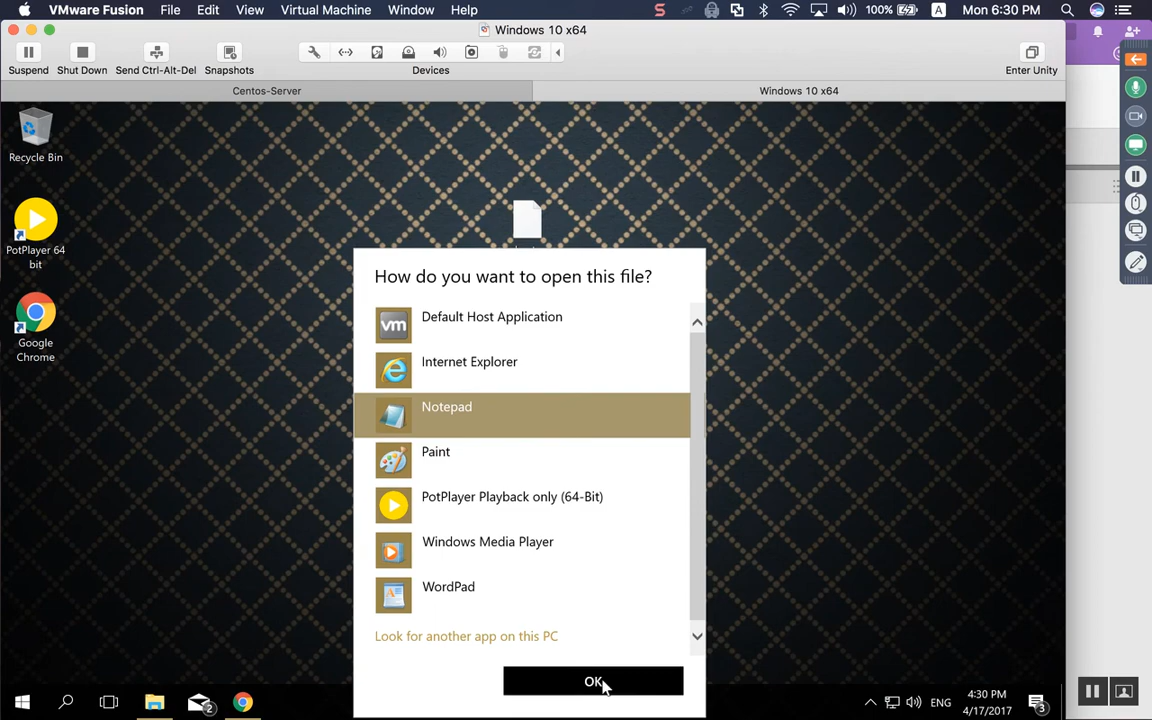 VMware Fusion File Edit View Virtual Machine Window Help 100% A Mon 6:30 PM
Windows 10 x64
Suspend Shut Down Send Ctrl-Alt-Del Snapshots Devices Enter Unity
Centos-Server Windows 10 x64
Recycle Bin
PotPlayer 64
bit
Google
Chrome
How do you want to open this file?
vm Default Host Application
Internet Explorer
Notepad
Paint
PotPlayer Playback only (64-Bit)
Windows Media Player
WordPad
Look for another app on this PC
OK
2 ENG 4:30 PM 3
4/17/2017